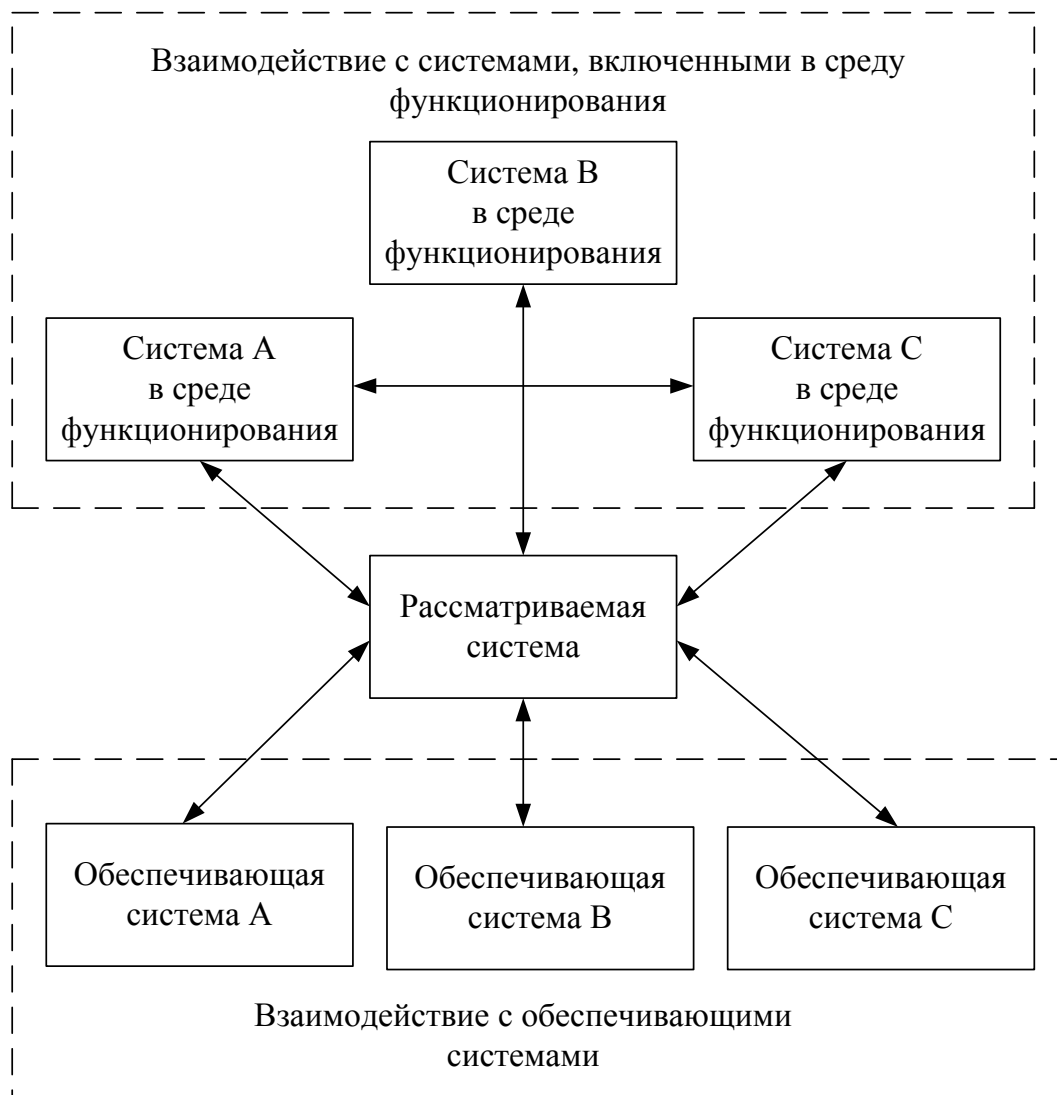 Взаимодействие с системами, включенными в среду
функционирования
Система В
в среде
функционирования
Система А
в среде
функционирования
Система С
в среде
функционирования
Рассматриваемая
система
Обеспечивающая
система А
Обеспечивающая
система В
Обеспечивающая
система С
Взаимодействие с обеспечивающими
системами